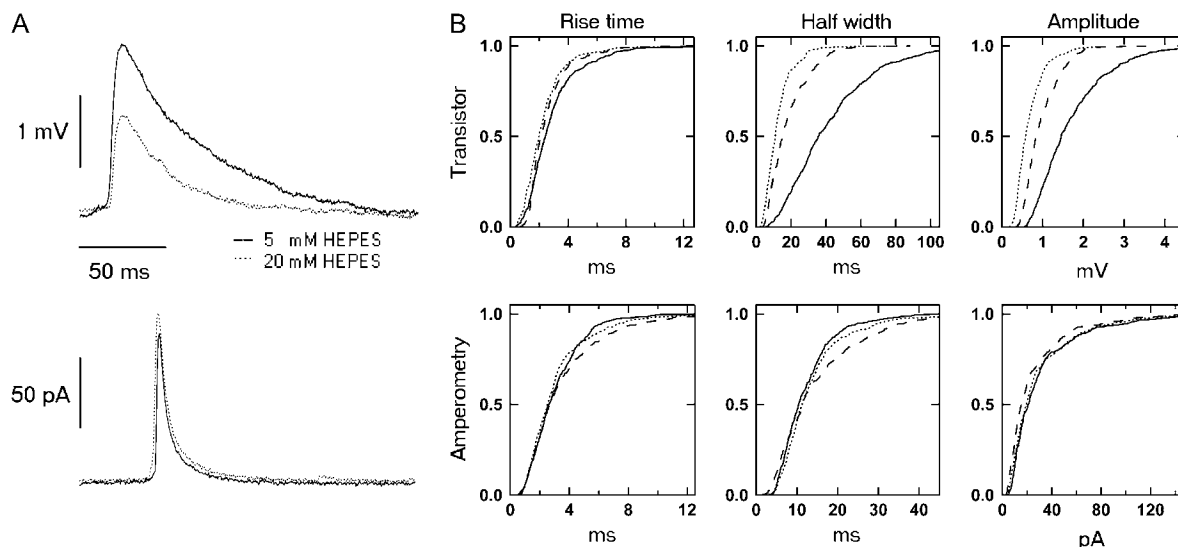 A
1 mV
5 mM HEPES
20 mM HEPES
50 ms
50 pA
B
Rise time
Half width
Amplitude
Transistor
1.0
0.5
0.0
0 4 8 12
ms
1.0
0.5
0.0
0 20 40 60 80 100
ms
1.0
0.5
0.0
0 1 2 3 4
mV
Amperometry
1.0
0.5
0.0
0 4 8 12
ms
1.0
0.5
0.0
0 10 20 30 40
ms
1.0
0.5
0.0
0 40 80 120
pA